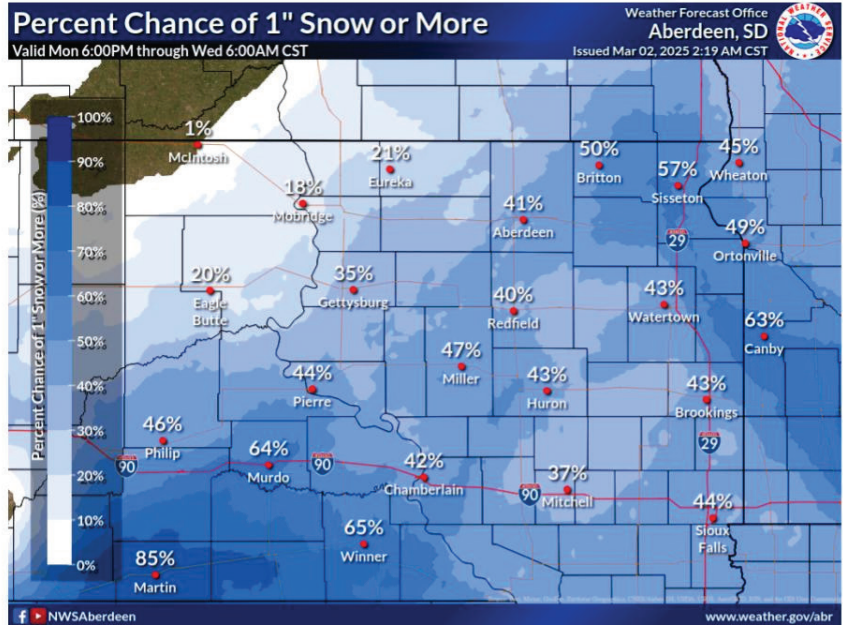 Percent Chance of 1" Snow or More
Valid Mon 6:00PM through Wed 6:00AM CST
Weather Forecast Office
Aberdeen, SD
Issued Mar 02, 2025 2:19 AM CST
NATIONAL WEATHER SERVICE
Percent Chance of 1" Snow or More (%)
100%
90%
80%
70%
60%
50%
40%
30%
20%
10%
0%
1%
McIntosh
21%
Eureka
18%
Mobridge
50%
Britton
57%
Sisseton
45%
Wheaton
41%
Aberdeen
49%
Ortonville
29
20%
Eagle
Butte
35%
Gettysburg
40%
Redfield
43%
Watertown
63%
Canby
44%
Pierre
47%
Miller
43%
Huron
43%
Brookings
29
46%
Philip
90
64%
Murdo
90
42%
Chamberlain
90
37%
Mitchell
44%
Sioux
Falls
65%
Winner
85%
Martin
NWSAberdeen
www.weather.gov/abr